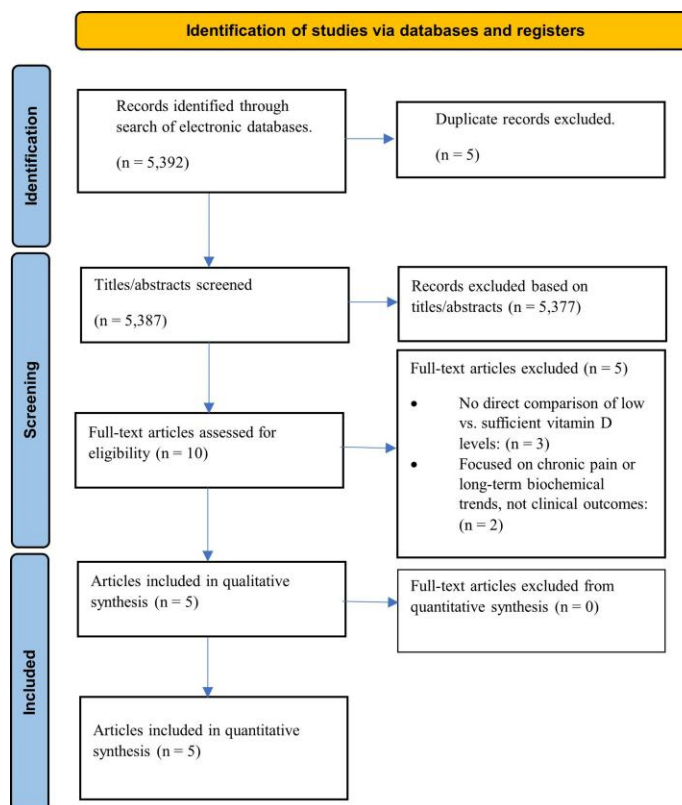 Identification of studies via databases and registers
Identification
Records identified through
search of electronic databases.
(n = 5,392)
Duplicate records excluded.
(n = 5)
Screening
Titles/abstracts screened
(n = 5,387)
Records excluded based on
titles/abstracts (n = 5,377)
Full-text articles assessed for
eligibility (n = 10)
Full-text articles excluded (n = 5)
• No direct comparison of low
vs. sufficient vitamin D
levels: (n = 3)
• Focused on chronic pain or
long-term biochemical
trends, not clinical outcomes:
(n = 2)
Included
Articles included in qualitative
synthesis (n = 5)
Full-text articles excluded from
quantitative synthesis (n = 0)
Articles included in quantitative
synthesis (n = 5)